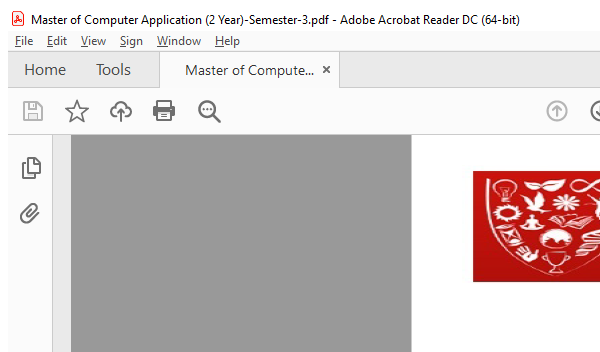 Master of Computer Application (2 Year)-Semester-3.pdf - Adobe Acrobat Reader DC (64-bit)
File Edit View Sign Window Help
Home Tools Master of Compute... ×